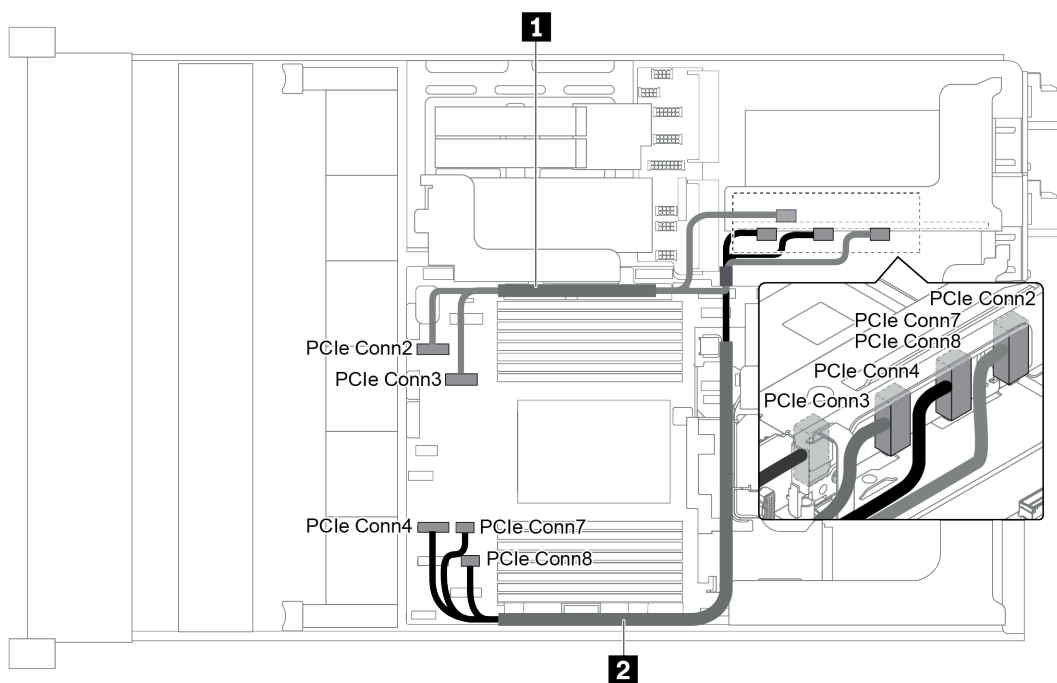 1
PCIe Conn2
PCIe Conn7
PCIe Conn8
PCIe Conn2
PCIe Conn4
PCIe Conn3
PCIe Conn3
PCIe Conn4
PCIe Conn7
PCIe Conn8
2